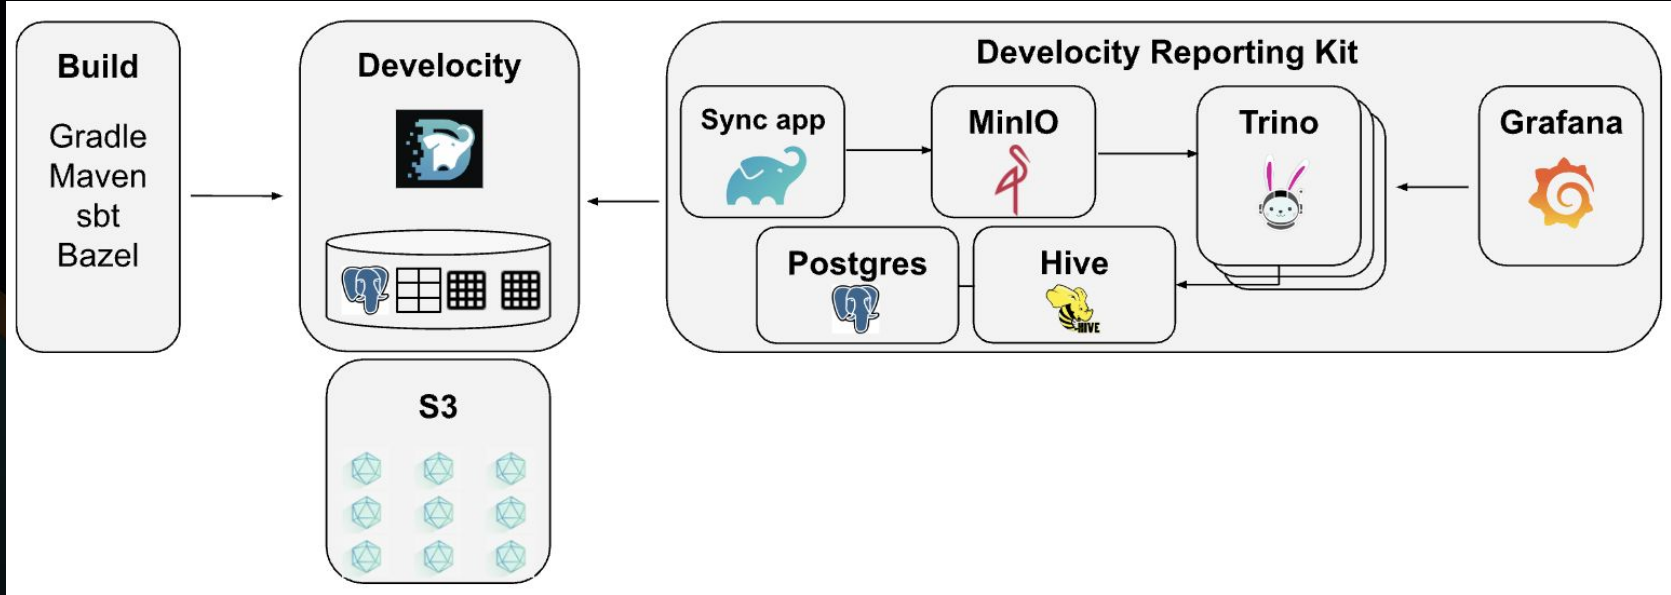 Build
Gradle
Maven
sbt
Bazel
Develocity
S3
Develocity Reporting Kit
Sync app
MinIO
Trino
Grafana
Postgres
Hive
HIVE